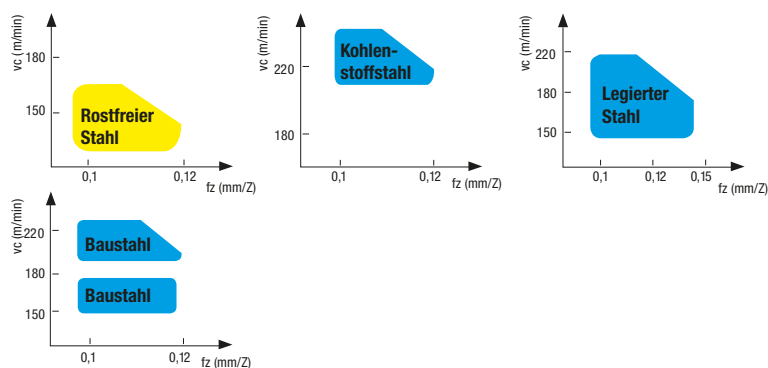 vc (m/min)
180
150
Rostfreier
Stahl
0,1
0,12
fz (mm/Z)
vc (m/min)
220
180
Kohlen-
stoffstahl
0,1
0,12
fz (mm/Z)
vc (m/min)
220
180
150
Legierter
Stahl
0,1
0,12
0,15
fz (mm/Z)
vc (m/min)
220
180
150
Baustahl
Baustahl
0,1
0,12
fz (mm/Z)